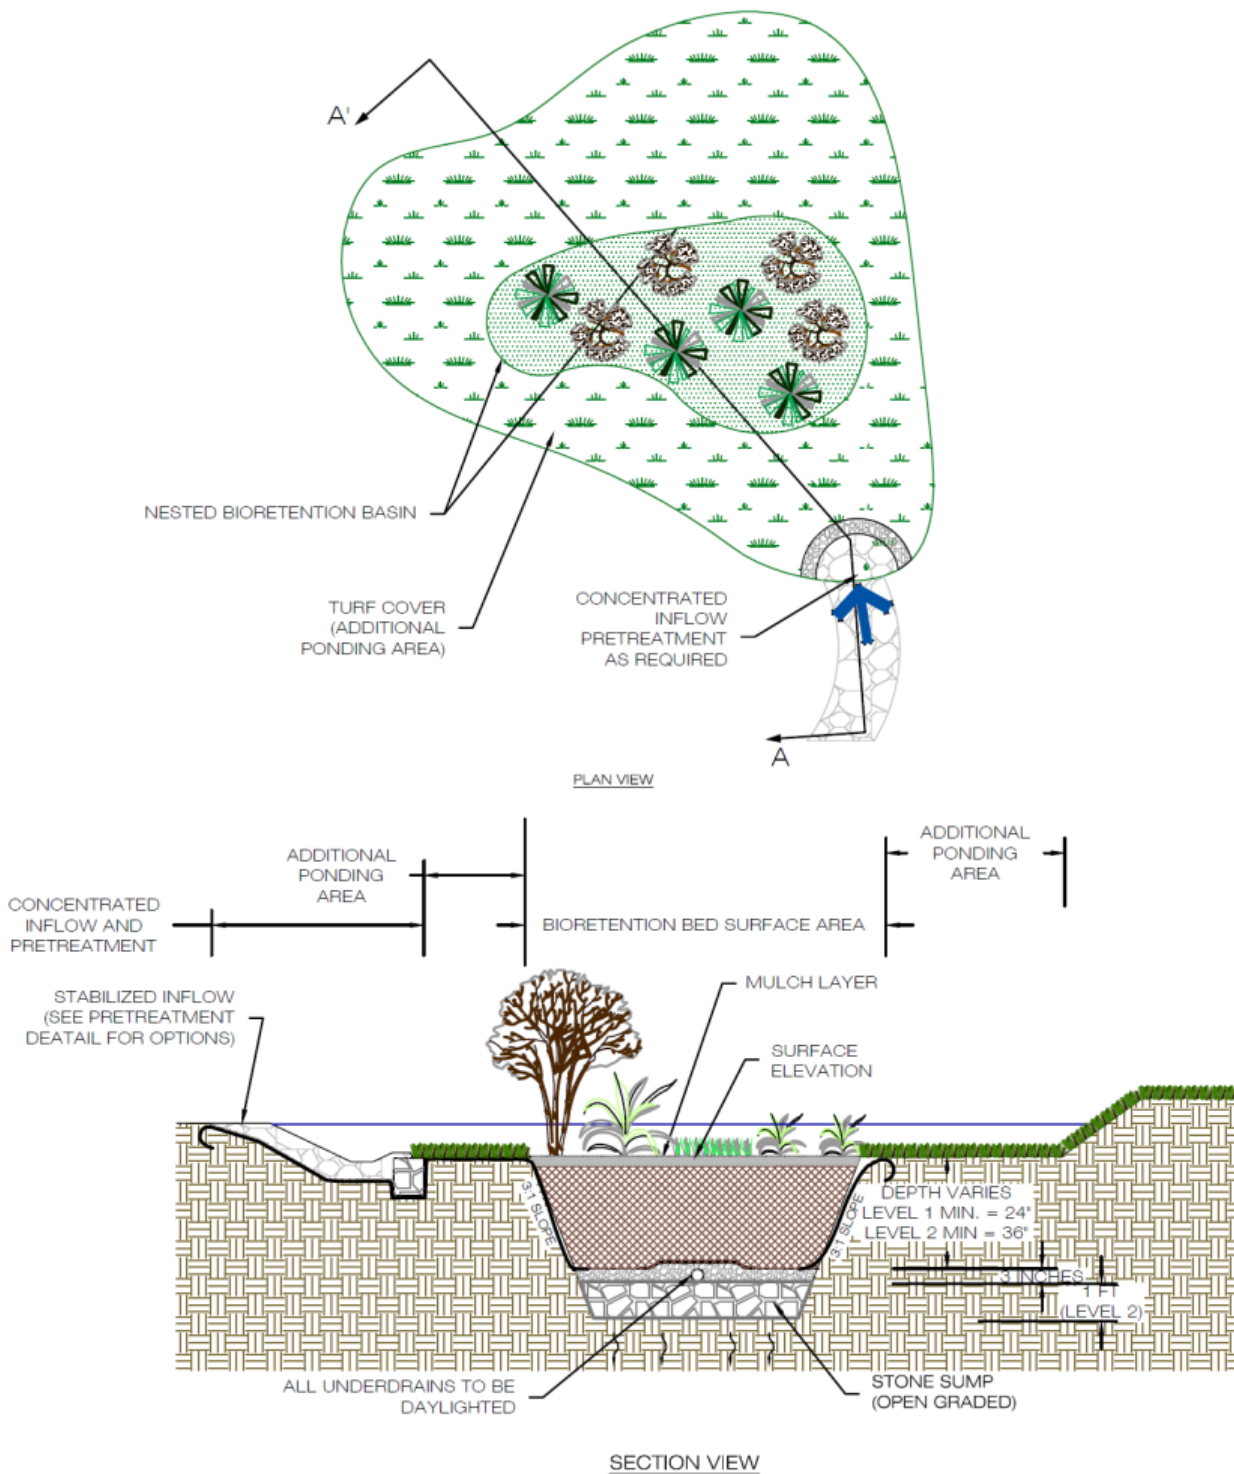 A'
NESTED BIORETENTION BASIN
TURF COVER
(ADDITIONAL
PONDING AREA)
CONCENTRATED
INFLOW
PRETREATMENT
AS REQUIRED
A
PLAN VIEW
ADDITIONAL
PONDING
AREA
ADDITIONAL
PONDING
AREA
CONCENTRATED
INFLOW AND
PRETREATMENT
BIORETENTION BED SURFACE AREA
STABILIZED INFLOW
(SEE PRETREATMENT
DEATAIL FOR OPTIONS)
MULCH LAYER
SURFACE
ELEVATION
3:1 SLOPE
3:1 SLOPE
DEPTH VARIES
LEVEL 1 MIN. = 24"
LEVEL 2 MIN = 36"
3 INCHES
1 FT
(LEVEL 2)
ALL UNDERDRAINS TO BE
DAYLIGHTED
STONE SUMP
(OPEN GRADED)
SECTION VIEW